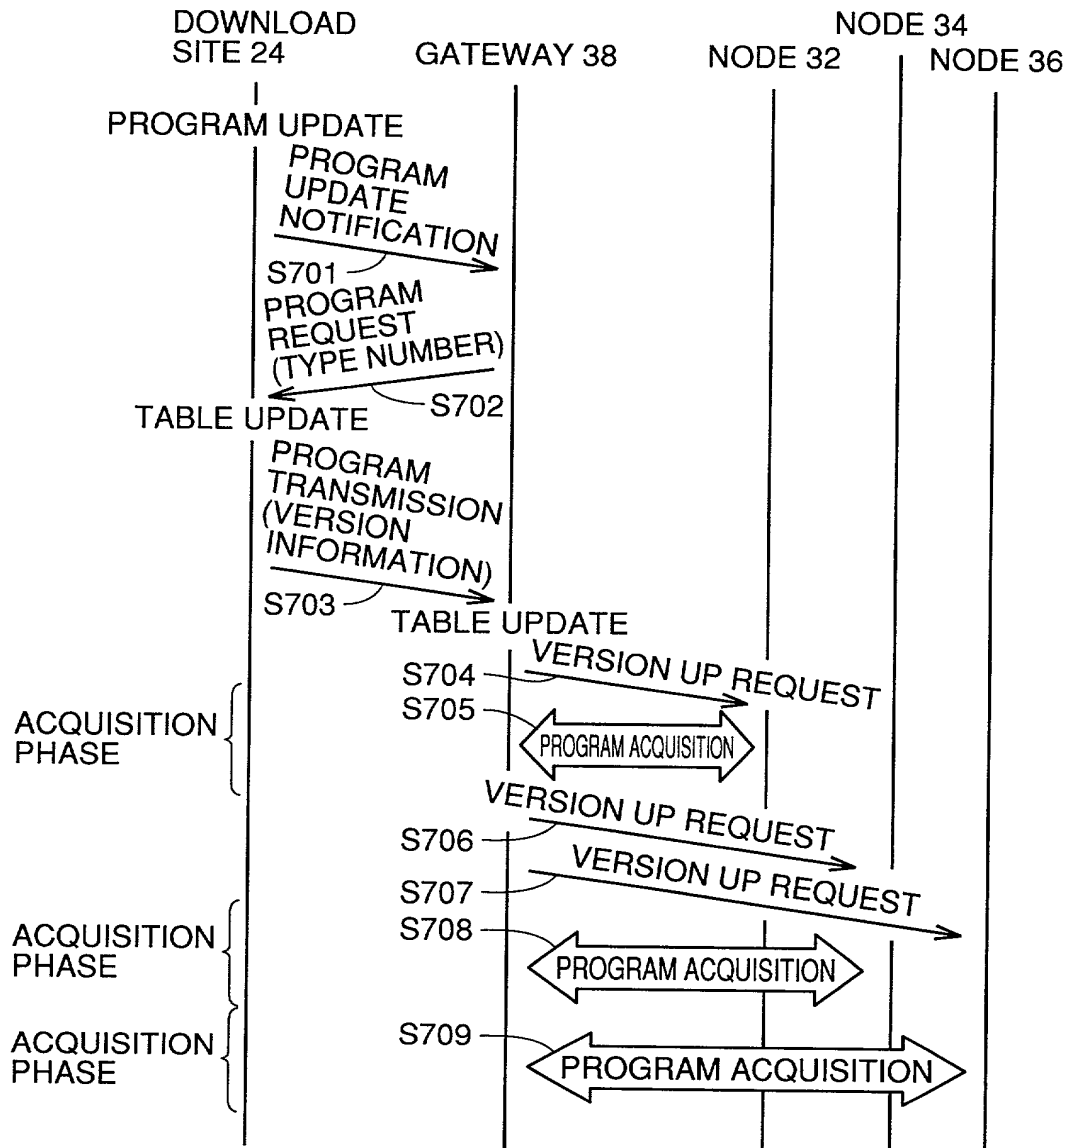 DOWNLOAD
SITE 24
GATEWAY 38
NODE 32
NODE 34
NODE 36
PROGRAM UPDATE
PROGRAM
UPDATE
NOTIFICATION
S701
PROGRAM
REQUEST
(TYPE NUMBER)
S702
TABLE UPDATE
PROGRAM
TRANSMISSION
(VERSION
INFORMATION)
S703
TABLE UPDATE
VERSION UP REQUEST
S704
S705
ACQUISITION
PHASE
PROGRAM ACQUISITION
VERSION UP REQUEST
S706
VERSION UP REQUEST
S707
S708
ACQUISITION
PHASE
PROGRAM ACQUISITION
S709
ACQUISITION
PHASE
PROGRAM ACQUISITION